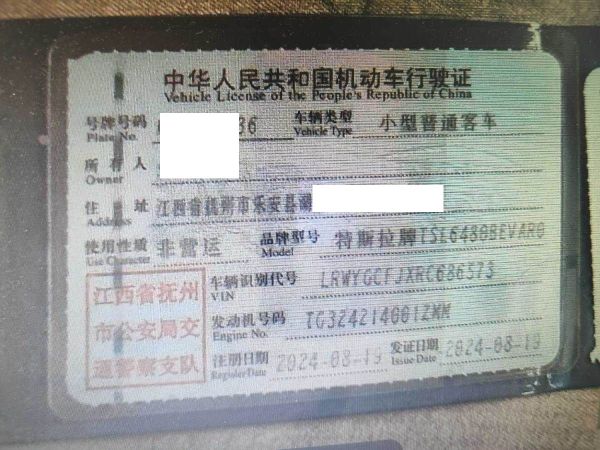 中华人民共和国机动车行驶证
Vehicle License of the People's Republic of China
号牌号码 36 车辆类型 小型普通客车
Plate No. Vehicle Type
所有人
Owner
住址 江西省抚州市乐安县
Address
使用性质 非营运 品牌型号 特斯拉牌TSL6480BEVAR0
Use Character Model
江西省抚州
市公安局交
通警察支队
车辆识别代号 LRWYGCFJXRC686573
VIN
发动机号码 TG324214001ZMM
Engine No.
注册日期 2024-08-19 发证日期 2024-08-19
Register Date Issue Date